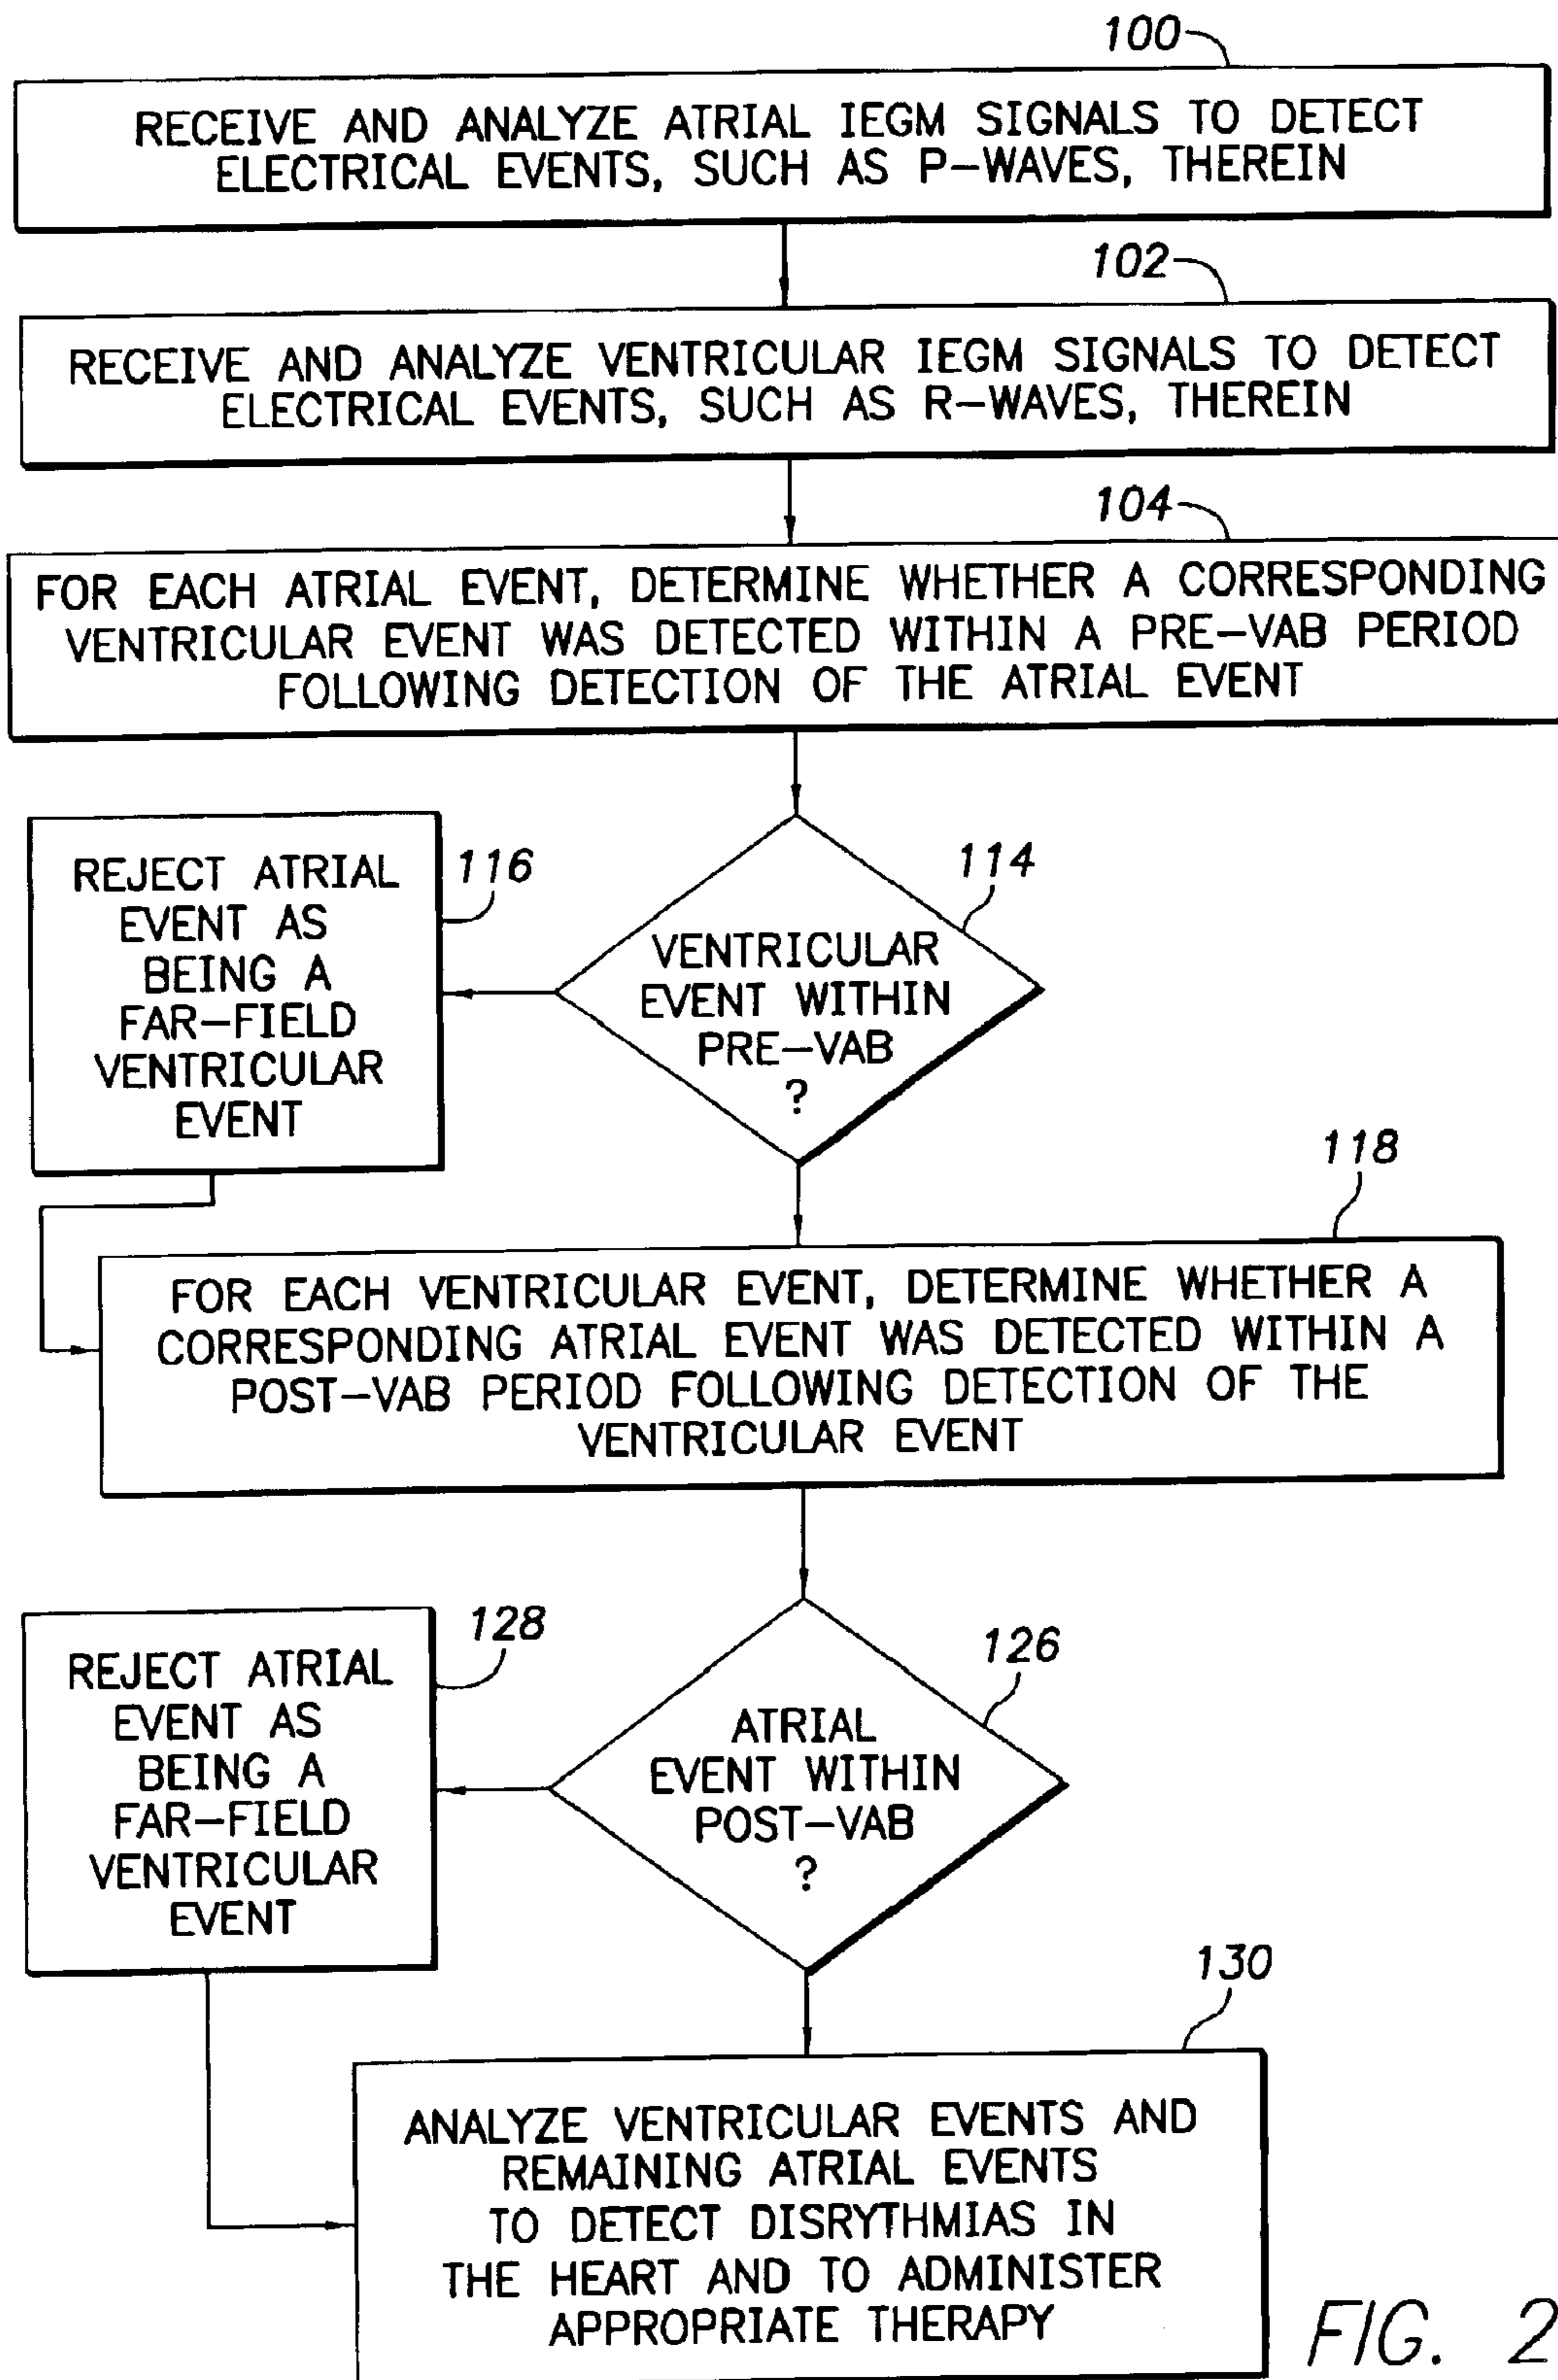 100
RECEIVE AND ANALYZE ATRIAL IEGM SIGNALS TO DETECT
ELECTRICAL EVENTS, SUCH AS P-WAVES, THEREIN
102
RECEIVE AND ANALYZE VENTRICULAR IEGM SIGNALS TO DETECT
ELECTRICAL EVENTS, SUCH AS R-WAVES, THEREIN
104
FOR EACH ATRIAL EVENT, DETERMINE WHETHER A CORRESPONDING
VENTRICULAR EVENT WAS DETECTED WITHIN A PRE-VAB PERIOD
FOLLOWING DETECTION OF THE ATRIAL EVENT
114
VENTRICULAR
EVENT WITHIN
PRE-VAB
?
116
REJECT ATRIAL
EVENT AS
BEING A
FAR-FIELD
VENTRICULAR
EVENT
118
FOR EACH VENTRICULAR EVENT, DETERMINE WHETHER A
CORRESPONDING ATRIAL EVENT WAS DETECTED WITHIN A
POST-VAB PERIOD FOLLOWING DETECTION OF THE
VENTRICULAR EVENT
126
ATRIAL
EVENT WITHIN
POST-VAB
?
128
REJECT ATRIAL
EVENT AS
BEING A
FAR-FIELD
VENTRICULAR
EVENT
130
ANALYZE VENTRICULAR EVENTS AND
REMAINING ATRIAL EVENTS
TO DETECT DISRYTHMIAS IN
THE HEART AND TO ADMINISTER
APPROPRIATE THERAPY
FIG. 2